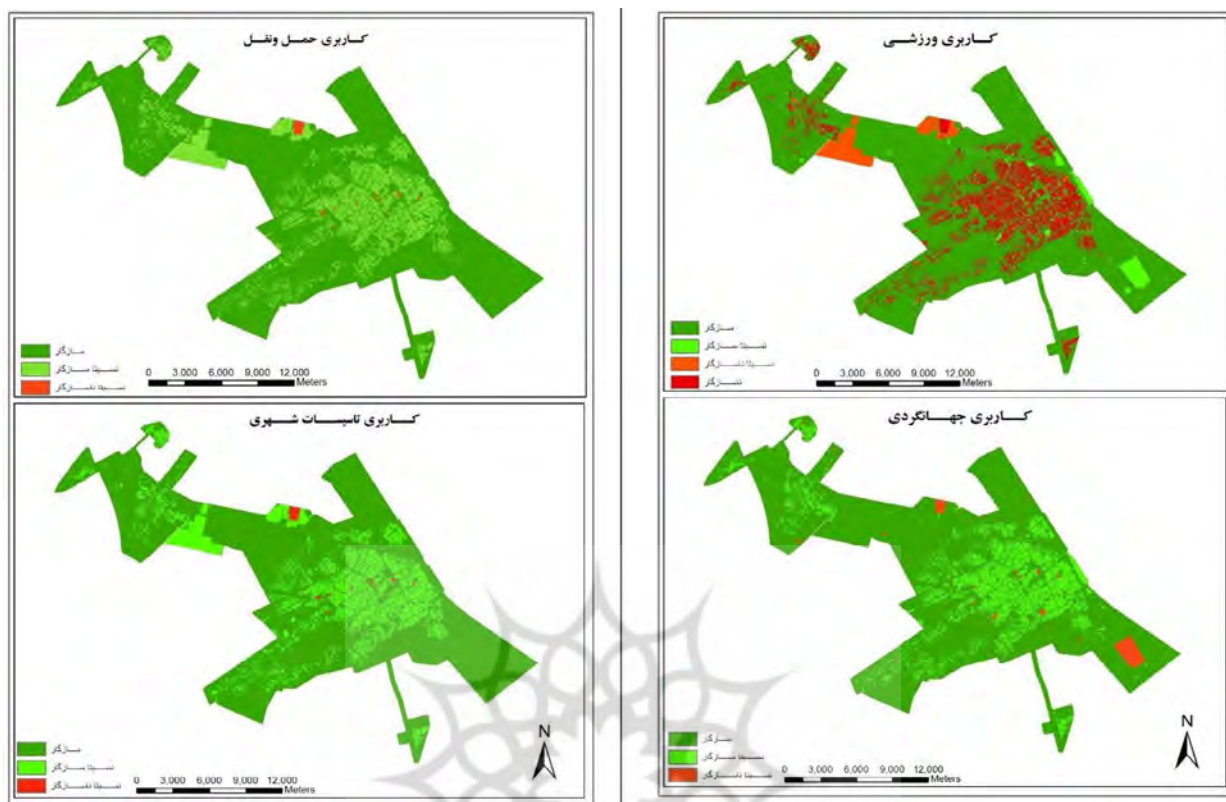 کاربری حمل ونقل
سازگار
نسبتا سازگار
نسبتا ناسازگار
0 3,000 6,000 9,000 12,000
Meters
کاربری ورزشی
سازگار
نسبتا سازگار
نسبتا ناسازگار
ناسازگار
0 3,000 6,000 9,000 12,000
Meters
کاربری تاسیسات شهری
سازگار
نسبتا سازگار
نسبتا ناسازگار
0 3,000 6,000 9,000 12,000
Meters
N
کاربری جهانگردی
سازگار
نسبتا سازگار
نسبتا ناسازگار
0 3,000 6,000 9,000 12,000
Meters
N